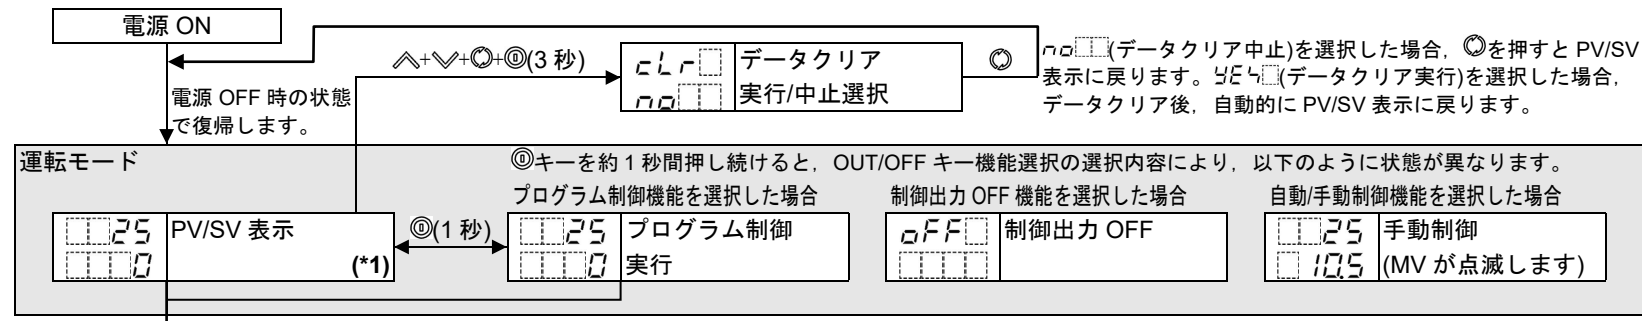 電源 ON
電源 OFF 時の状態
で復帰します。
+ + + (3 秒)
cLr データクリア
no 実行/中止選択
no (データクリア中止)を選択した場合，を押すと PV/SV
表示に戻ります。YES (データクリア実行)を選択した場合，
データクリア後，自動的に PV/SV 表示に戻ります。
運転モード
キーを約 1 秒間押し続けると，OUT/OFF キー機能選択の選択内容により，以下のように状態が異なります。
プログラム制御機能を選択した場合
制御出力 OFF 機能を選択した場合
自動/手動制御機能を選択した場合
25 PV/SV 表示
0 (*1)
(1 秒)
25 プログラム制御
0 実行
oFF 制御出力 OFF
25 手動制御
10.5 (MV が点滅します)